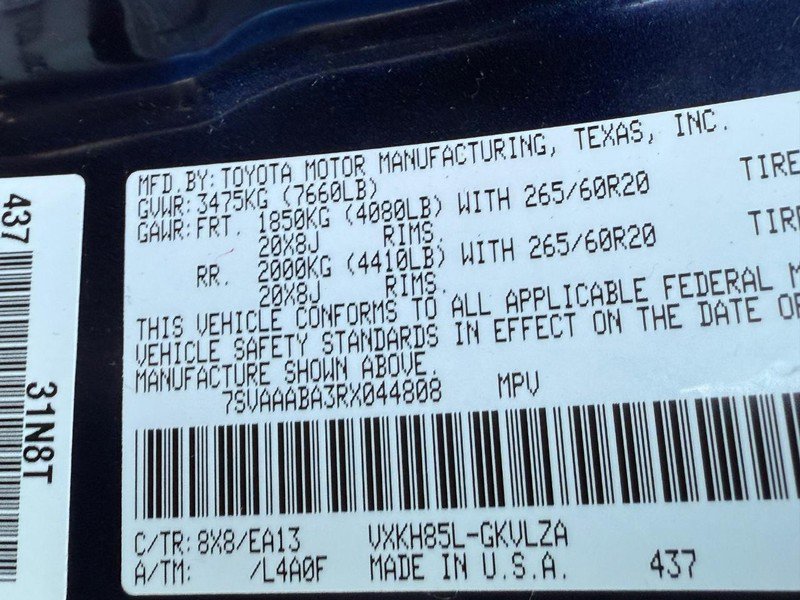 MFD.BY: TOYOTA MOTOR MANUFACTURING, TEXAS, INC.
GVWR: 3475KG (7660LB)
GAWR: FRT. 1850KG (4080LB) WITH 265/60R20 TIRE
20X8J RIMS.
RR. 2000KG (4410LB) WITH 265/60R20 TIRE
20X8J RIMS.
THIS VEHICLE CONFORMS TO ALL APPLICABLE FEDERAL M
VEHICLE SAFETY STANDARDS IN EFFECT ON THE DATE OF
MANUFACTURE SHOWN ABOVE.
7SVAAABA3RX044808 MPV
C/TR: 8X8/EA13 VXKH85L-GKVLZA
A/TM: /L4A0F MADE IN U.S.A. 437
437
31N8T